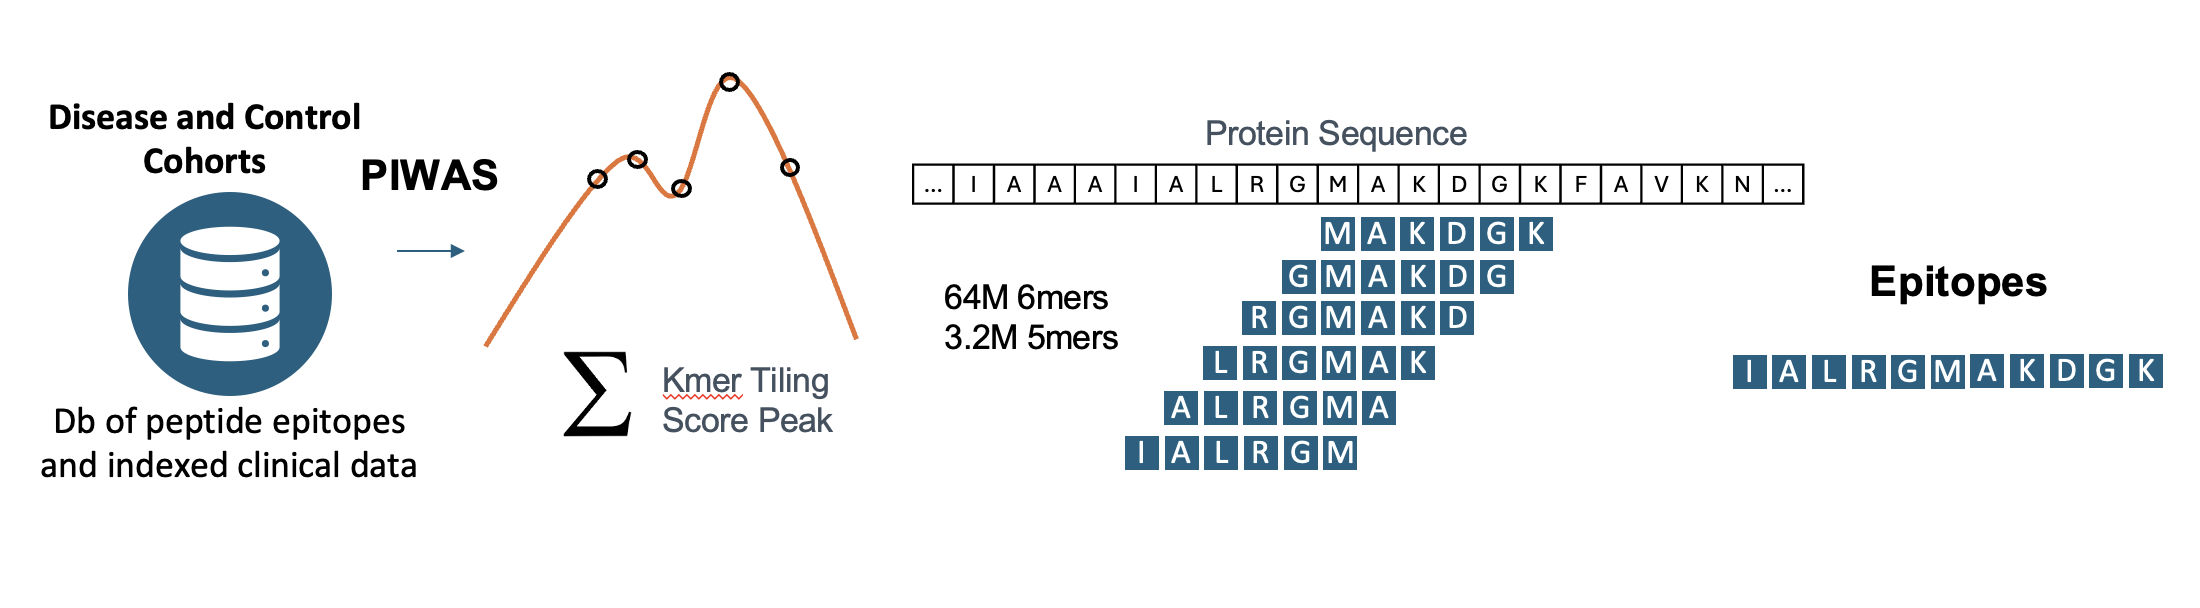 Disease and Control
Cohorts
PIWAS
Db of peptide epitopes
and indexed clinical data
∑ Kmer Tiling
Score Peak
Protein Sequence
... I A A A I A L R G M A K D G K F A V K N ...
M A K D G K
G M A K D G
R G M A K D
L R G M A K
A L R G M A
I A L R G M
64M 6mers
3.2M 5mers
Epitopes
I A L R G M A K D G K